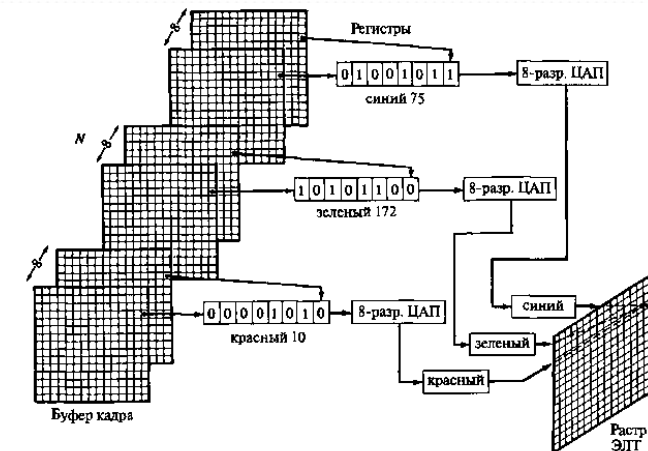 8
Регистры
0 1 0 0 1 0 1 1
8-разр. ЦАП
синий 75
N
8
1 0 1 0 1 1 0 0
8-разр. ЦАП
зеленый 172
8
0 0 0 0 1 0 1 0
8-разр. ЦАП
красный 10
синий
зеленый
красный
Буфер кадра
Растр
ЭЛТ